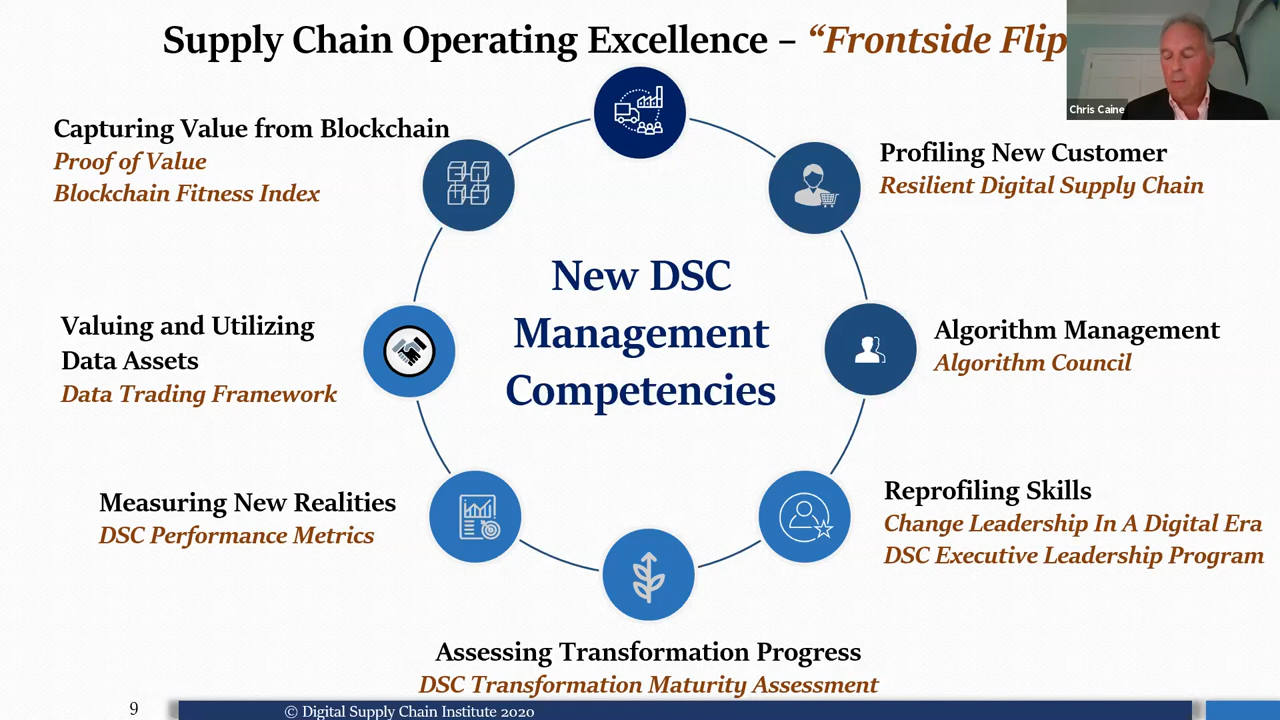 Supply Chain Operating Excellence – “Frontside Flip
Chris Caine
Capturing Value from Blockchain
Proof of Value
Blockchain Fitness Index
Profiling New Customer
Resilient Digital Supply Chain
New DSC
Management
Competencies
Valuing and Utilizing
Data Assets
Data Trading Framework
Algorithm Management
Algorithm Council
Measuring New Realities
DSC Performance Metrics
Reprofiling Skills
Change Leadership In A Digital Era
DSC Executive Leadership Program
Assessing Transformation Progress
DSC Transformation Maturity Assessment
9
© Digital Supply Chain Institute 2020